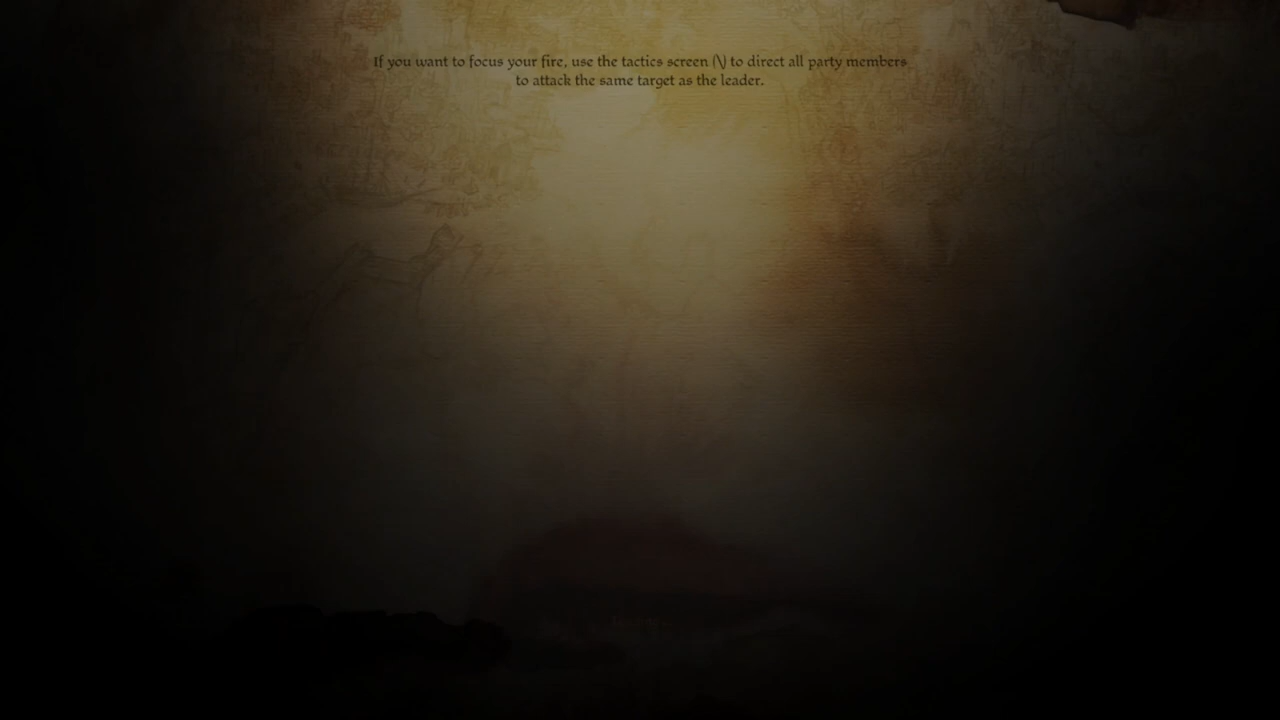 If you want to focus your fire, use the tactics screen (\) to direct all party members
to attack the same target as the leader.